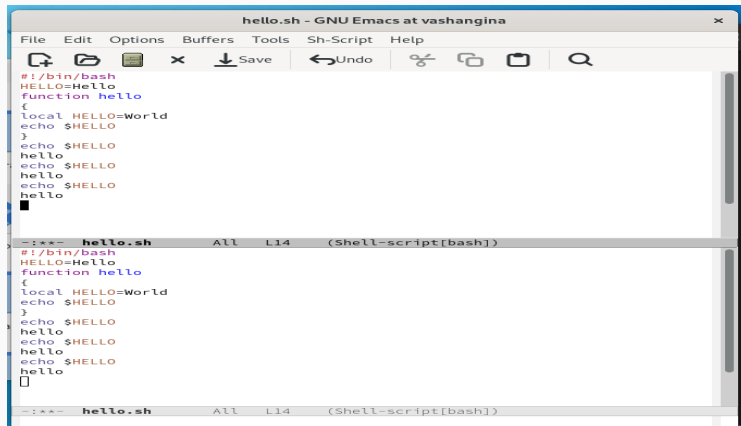 hello.sh - GNU Emacs at vashangina
File Edit Options Buffers Tools Sh-Script Help
Save Undo
#!/bin/bash
HELLO=Hello
function hello
{
local HELLO=World
echo $HELLO
}
echo $HELLO
hello
echo $HELLO
hello
echo $HELLO
hello
-:**- hello.sh All L14 (Shell-script[bash])
#!/bin/bash
HELLO=Hello
function hello
{
local HELLO=World
echo $HELLO
}
echo $HELLO
hello
echo $HELLO
hello
echo $HELLO
hello
-:**- hello.sh All L14 (Shell-script[bash])